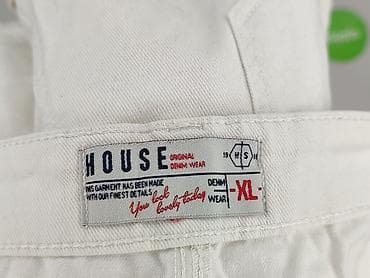 HOUSE
ORIGINAL
DENIM WEAR
19 H S
THIS GARMENT HAS BEEN MADE
WITH OUR FINEST DETAILS
You look
lovely today
DENIM
WEAR
-XL-